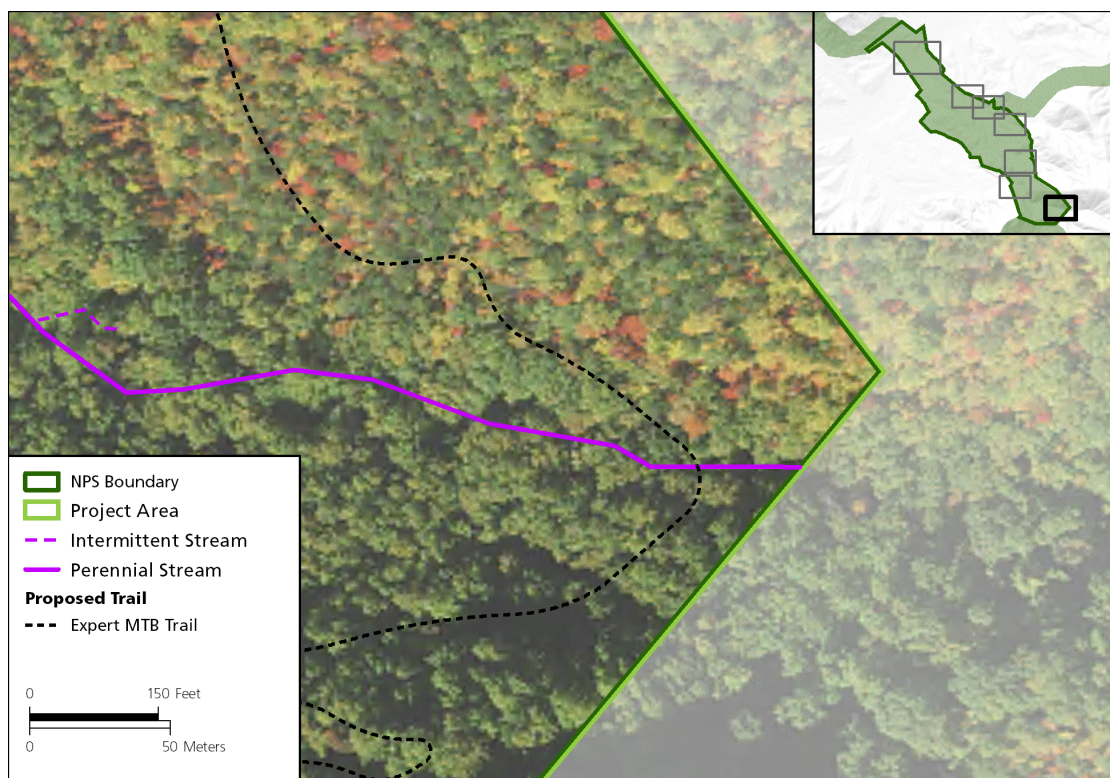 NPS Boundary
Project Area
Intermittent Stream
Perennial Stream
Proposed Trail
Expert MTB Trail
0 150 Feet
0 50 Meters